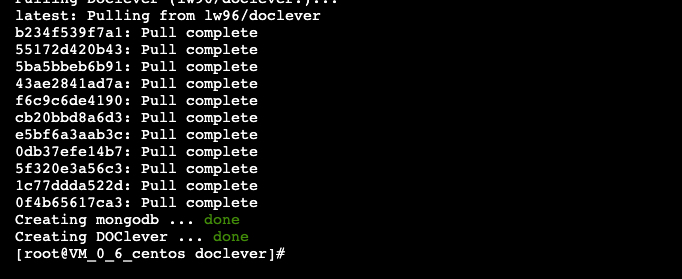 Pulling DOClever (lw96/doclever:)...
latest: Pulling from lw96/doclever
b234f539f7a1: Pull complete
55172d420b43: Pull complete
5ba5bbeb6b91: Pull complete
43ae2841ad7a: Pull complete
f6c9c6de4190: Pull complete
cb20bbd8a6d3: Pull complete
e5bf6a3aab3c: Pull complete
0db37efe14b7: Pull complete
5f320e3a56c3: Pull complete
1c77ddda522d: Pull complete
0f4b65617ca3: Pull complete
Creating mongodb ... done
Creating DOClever ... done
[root@VM_0_6_centos doclever]#